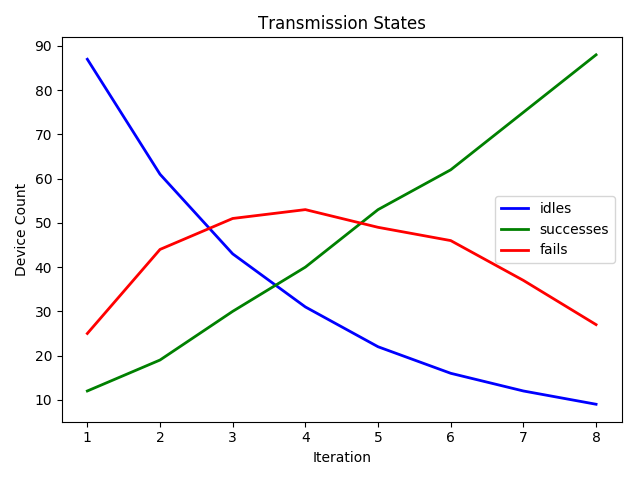 Transmission States
Device Count
90
80
70
60
50
40
30
20
10
idles
successes
fails
1 2 3 4 5 6 7 8
Iteration